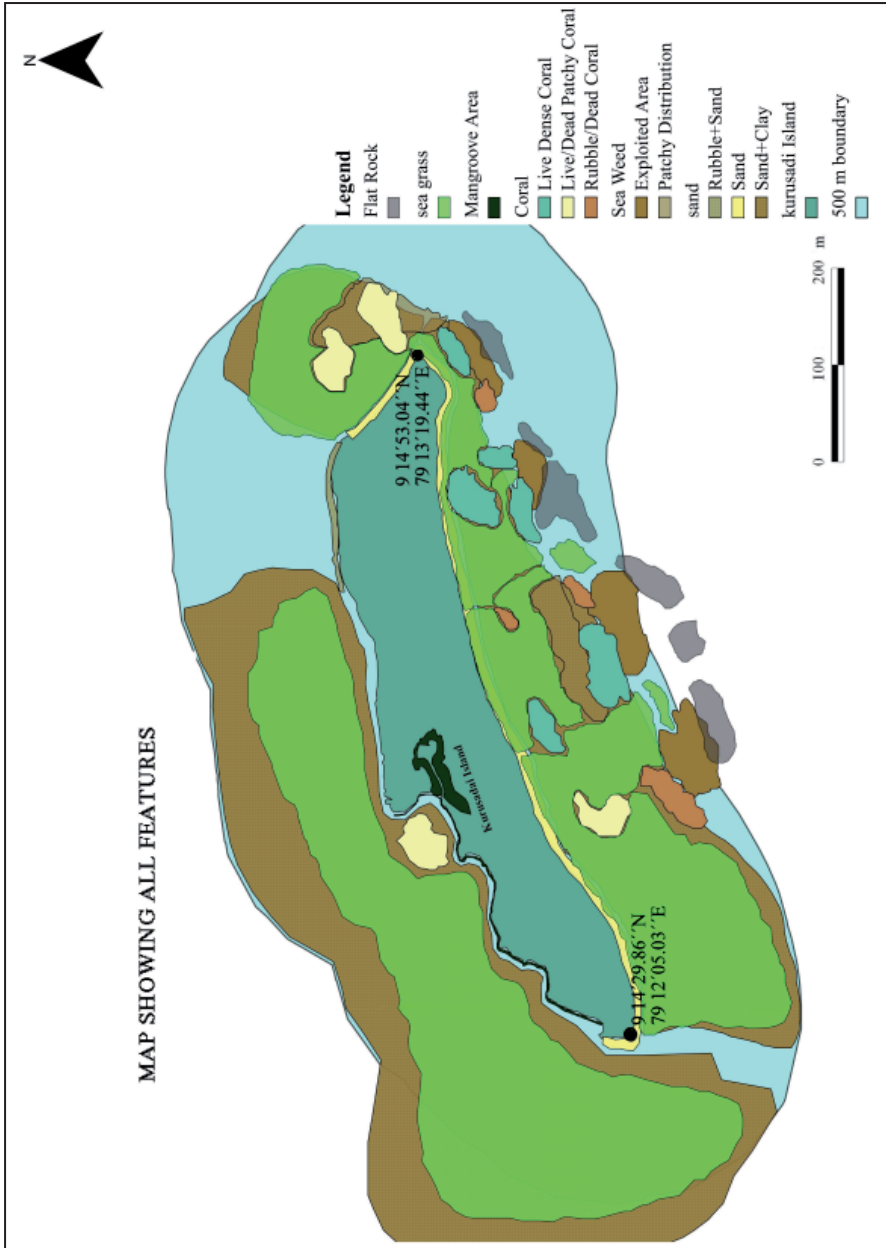 MAP SHOWING ALL FEATURES
N
9 14´53.04´´N
79 13´19.44´´E
Kurusadai Island
9 14´29.86´´N
79 12´05.03´´E
Legend
Flat Rock
sea grass
Mangroove Area
Coral
Live Dense Coral
Live/Dead Patchy Coral
Rubble/Dead Coral
Sea Weed
Exploited Area
Patchy Distribution
sand
Rubble+Sand
Sand
Sand+Clay
kurusadi Island
500 m boundary
0 100 200 m